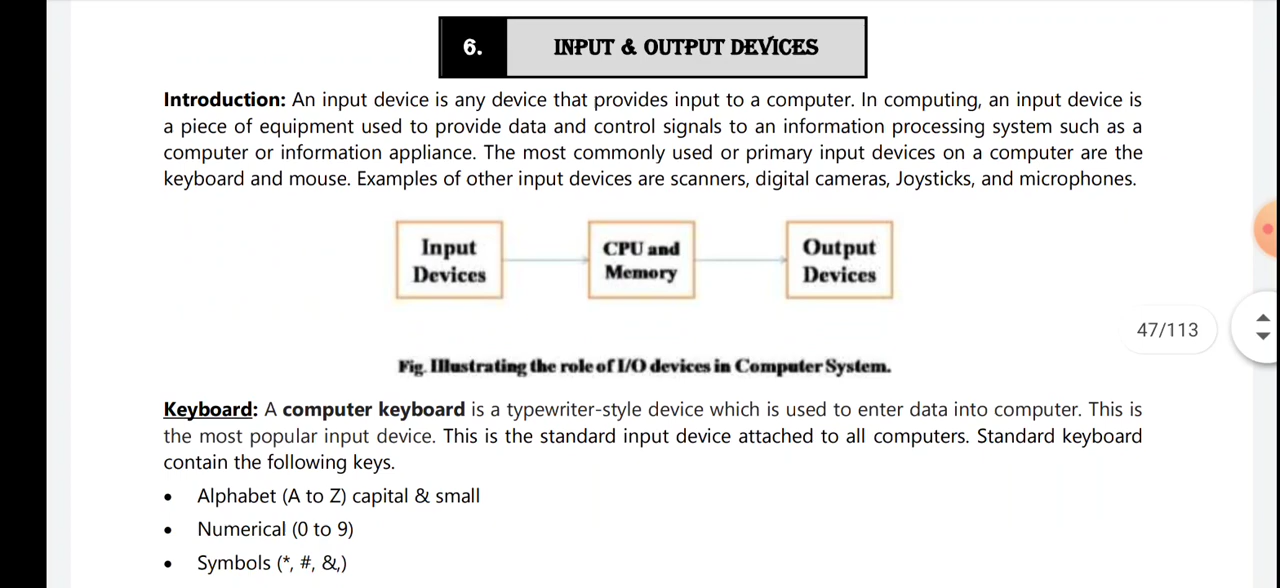 6. INPUT & OUTPUT DEVICES
Introduction: An input device is any device that provides input to a computer. In computing, an input device is
a piece of equipment used to provide data and control signals to an information processing system such as a
computer or information appliance. The most commonly used or primary input devices on a computer are the
keyboard and mouse. Examples of other input devices are scanners, digital cameras, Joysticks, and microphones.
Input Devices
CPU and Memory
Output Devices
47/113
Fig. Illustrating the role of I/O devices in Computer System.
Keyboard: A computer keyboard is a typewriter-style device which is used to enter data into computer. This is
the most popular input device. This is the standard input device attached to all computers. Standard keyboard
contain the following keys.
• Alphabet (A to Z) capital & small
• Numerical (0 to 9)
• Symbols (*, #, &,)